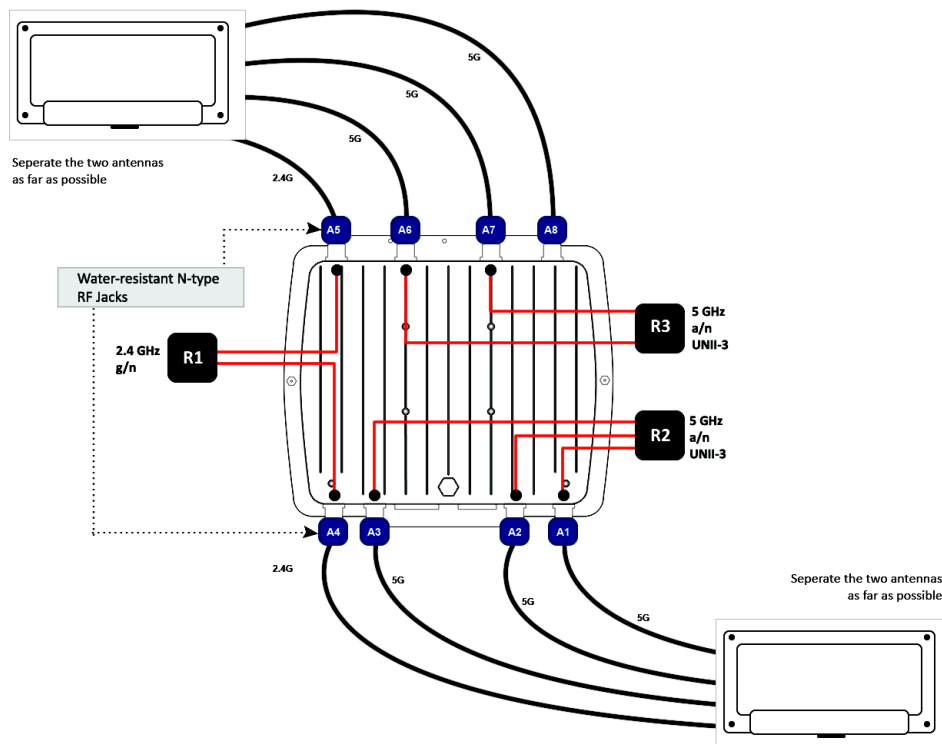 5G
5G
5G
Seperate the two antennas
as far as possible
2.4G
A5
A6
A7
A8
Water-resistant N-type
RF Jacks
2.4 GHz
g/n
R1
R3
5 GHz
a/n
UNII-3
R2
5 GHz
a/n
UNII-3
A4
A3
A2
A1
2.4G
5G
5G
5G
Seperate the two antennas
as far as possible